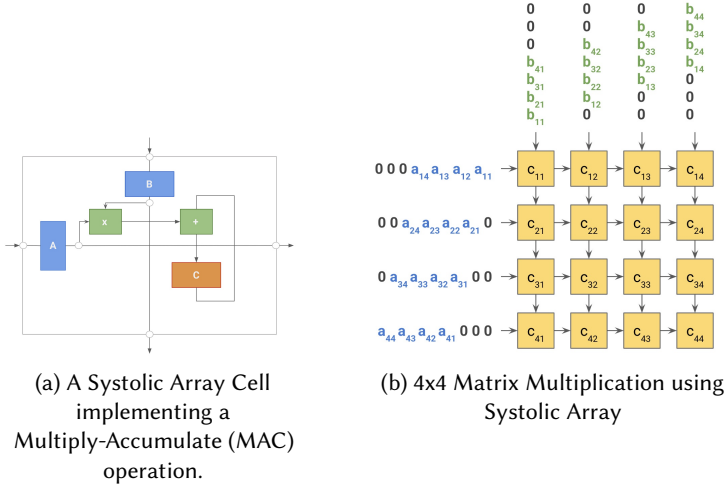 0 0 0 b44
0 0 b43 b34
0 b42 b33 b24
b41 b32 b23 b14
b31 b22 b13 0
b21 b12 0 0
b11 0 0 0
B
x
+
A
C
0 0 0 a14 a13 a12 a11
c11 c12 c13 c14
0 0 a24 a23 a22 a21 0
c21 c22 c23 c24
0 a34 a33 a32 a31 0 0
c31 c32 c33 c34
a44 a43 a42 a41 0 0 0
c41 c42 c43 c44
(a) A Systolic Array Cell
implementing a
Multiply-Accumulate (MAC)
operation.
(b) 4x4 Matrix Multiplication using
Systolic Array